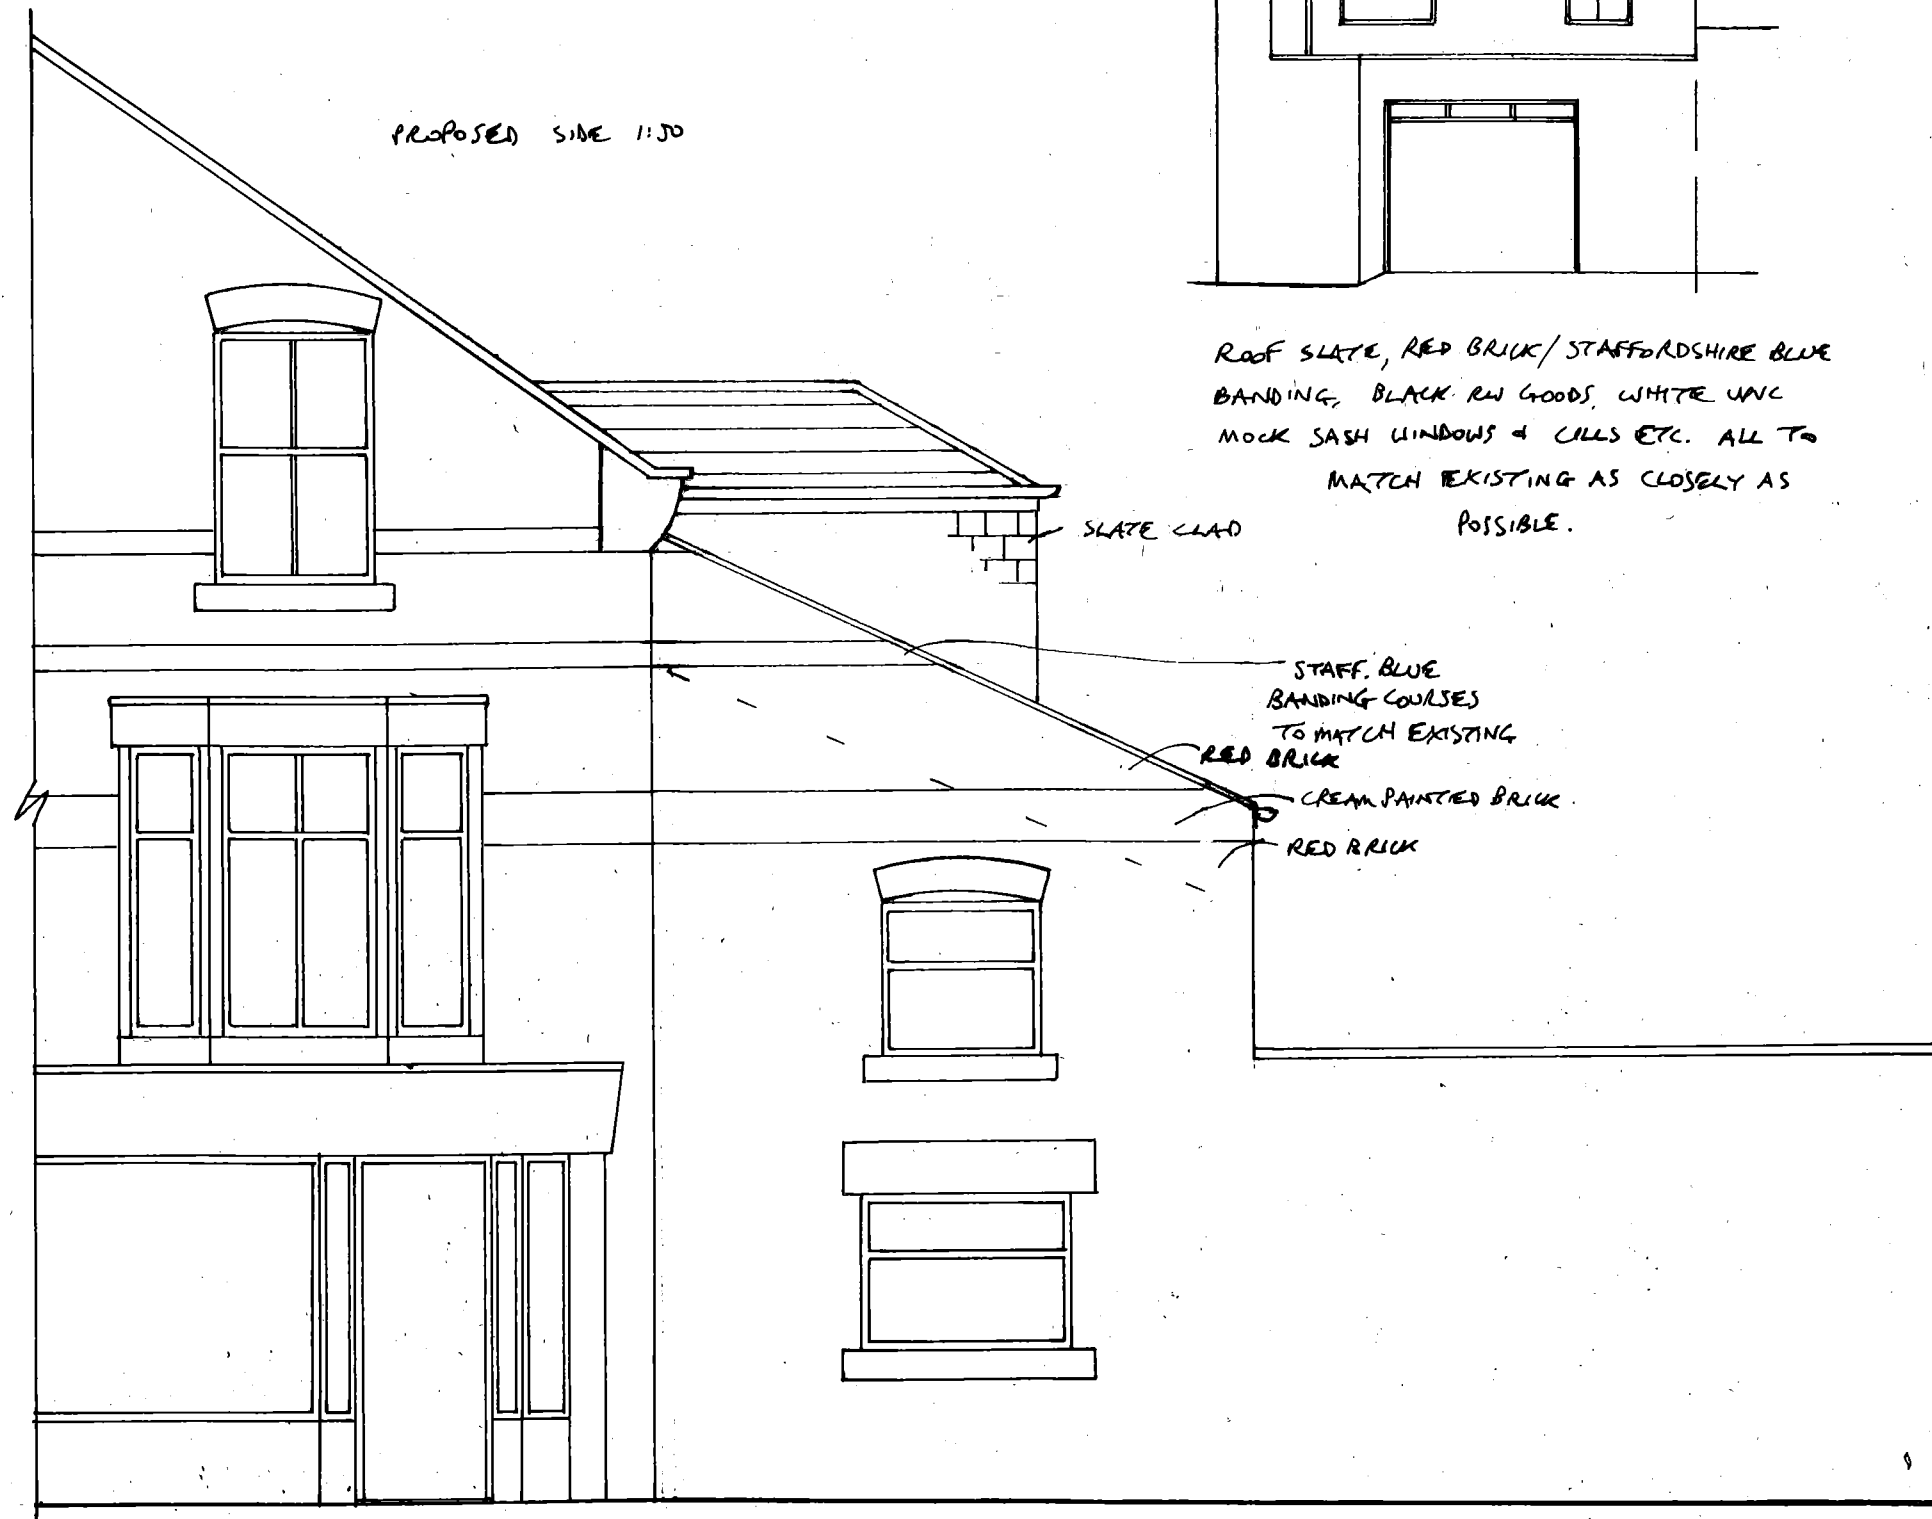 PROPOSED SIDE 1:50
ROOF SLATE, RED BRICK/STAFFORDSHIRE BLUE
BANDING, BLACK RW GOODS, WHITE
MOCK SASH WINDOWS & CILLS ETC. ALL TO
MATCH EXISTING AS CLOSELY AS
POSSIBLE.
SLATE CLAD
STAFF. BLUE
BANDING COURSES
TO MATCH EXISTING
RED BRICK
CREAM PAINTED BRICK.
RED BRICK